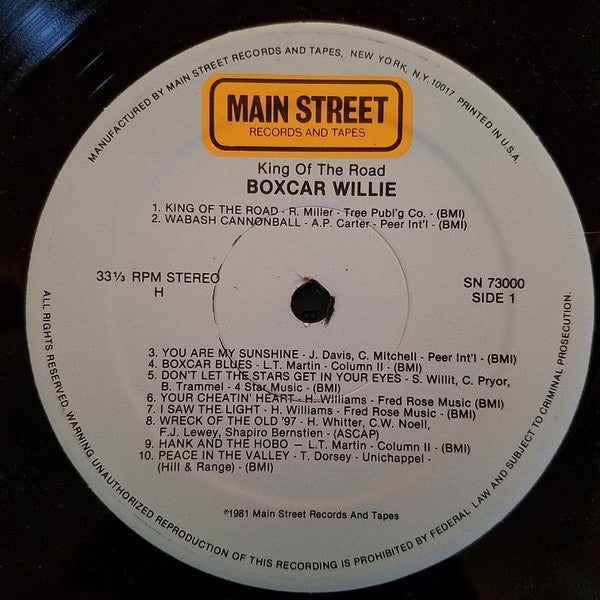 MANUFACTURED BY MAIN STREET RECORDS AND TAPES, NEW YORK, N.Y. 10017 PRINTED IN U.S.A.
MAIN STREET
RECORDS AND TAPES
King Of The Road
BOXCAR WILLIE
1. KING OF THE ROAD - R. Miller - Tree Publ'g Co. - (BMI)
2. WABASH CANNONBALL - A.P. Carter - Peer Int'l - (BMI)
33⅓ RPM STEREO
H
SN 73000
SIDE 1
3. YOU ARE MY SUNSHINE - J. Davis, C. Mitchell - Peer Int'l - (BMI)
4. BOXCAR BLUES - L.T. Martin - Column II - (BMI)
5. DON'T LET THE STARS GET IN YOUR EYES - S. Willit, C. Pryor,
B. Trammel - 4 Star Music - (BMI)
6. YOUR CHEATIN' HEART - H. Williams - Fred Rose Music - (BMI)
7. I SAW THE LIGHT - H. Williams - Fred Rose Music - (BMI)
8. WRECK OF THE OLD '97 - H. Whitter, C.W. Noell,
F.J. Lewey, Shapiro Bernstien - (ASCAP)
9. HANK AND THE HOBO — L.T. Martin - Column II - (BMI)
10. PEACE IN THE VALLEY - T. Dorsey - Unichappel -
(Hill & Range) - (BMI)
℗1981 Main Street Records And Tapes
ALL RIGHTS RESERVED. WARNING UNAUTHORIZED REPRODUCTION OF THIS RECORDING IS PROHIBITED BY FEDERAL LAW AND SUBJECT TO CRIMINAL PROSECUTION.